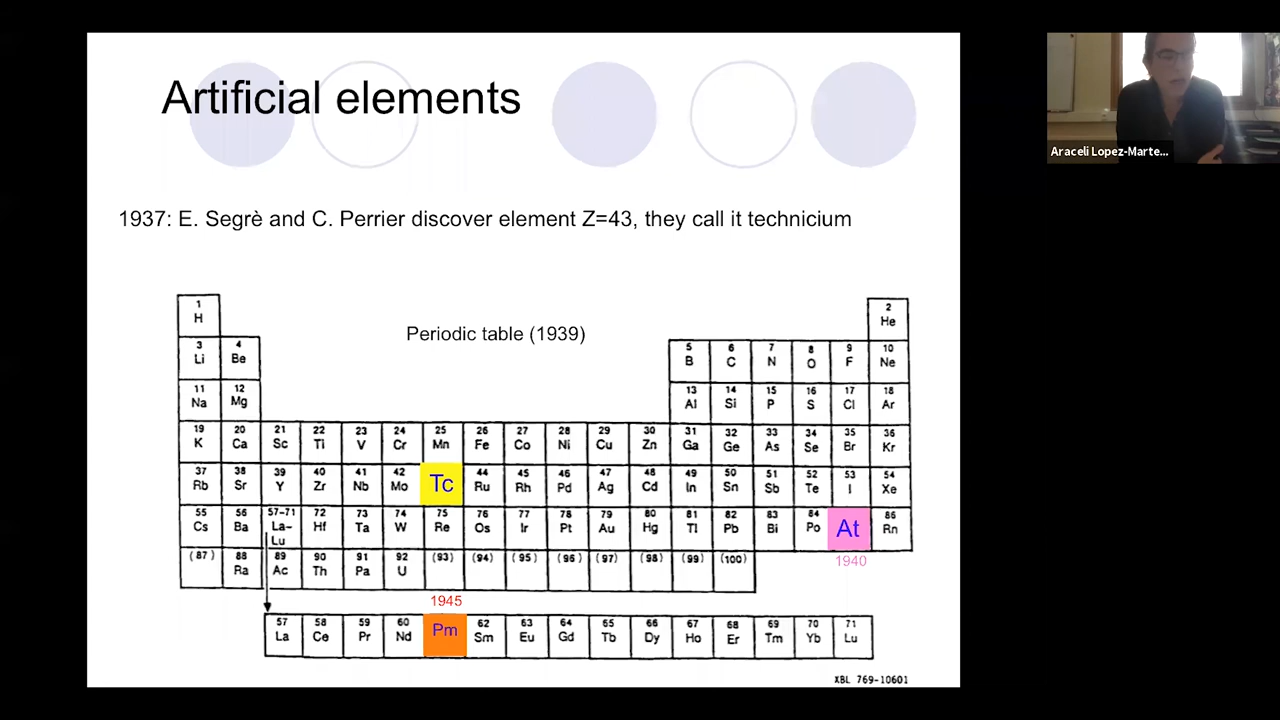 Artificial elements
Araceli Lopez-Marte...
1937: E. Segrè and C. Perrier discover element Z=43, they call it technicium
Periodic table (1939)
1 2
H He
3 4 5 6 7 8 9 10
Li Be B C N O F Ne
11 12 13 14 15 16 17 18
Na Mg Al Si P S Cl Ar
19 20 21 22 23 24 25 26 27 28 29 30 31 32 33 34 35 36
K Ca Sc Ti V Cr Mn Fe Co Ni Cu Zn Ga Ge As Se Br Kr
37 38 39 40 41 42 44 45 46 47 48 49 50 51 52 53 54
Rb Sr Y Zr Nb Mo Tc Ru Rh Pd Ag Cd In Sn Sb Te I Xe
55 56 57-71 72 73 74 75 76 77 78 79 80 81 82 83 84 86
Cs Ba La- Hf Ta W Re Os Ir Pt Au Hg Tl Pb Bi Po At Rn
Lu
(87) 88 89 90 91 92 (93) (94) (95) (96) (97) (98) (99) (100)
Ra Ac Th Pa U
1940
1945
57 58 59 60 62 63 64 65 66 67 68 69 70 71
La Ce Pr Nd Pm Sm Eu Gd Tb Dy Ho Er Tm Yb Lu
XBL 769-10601